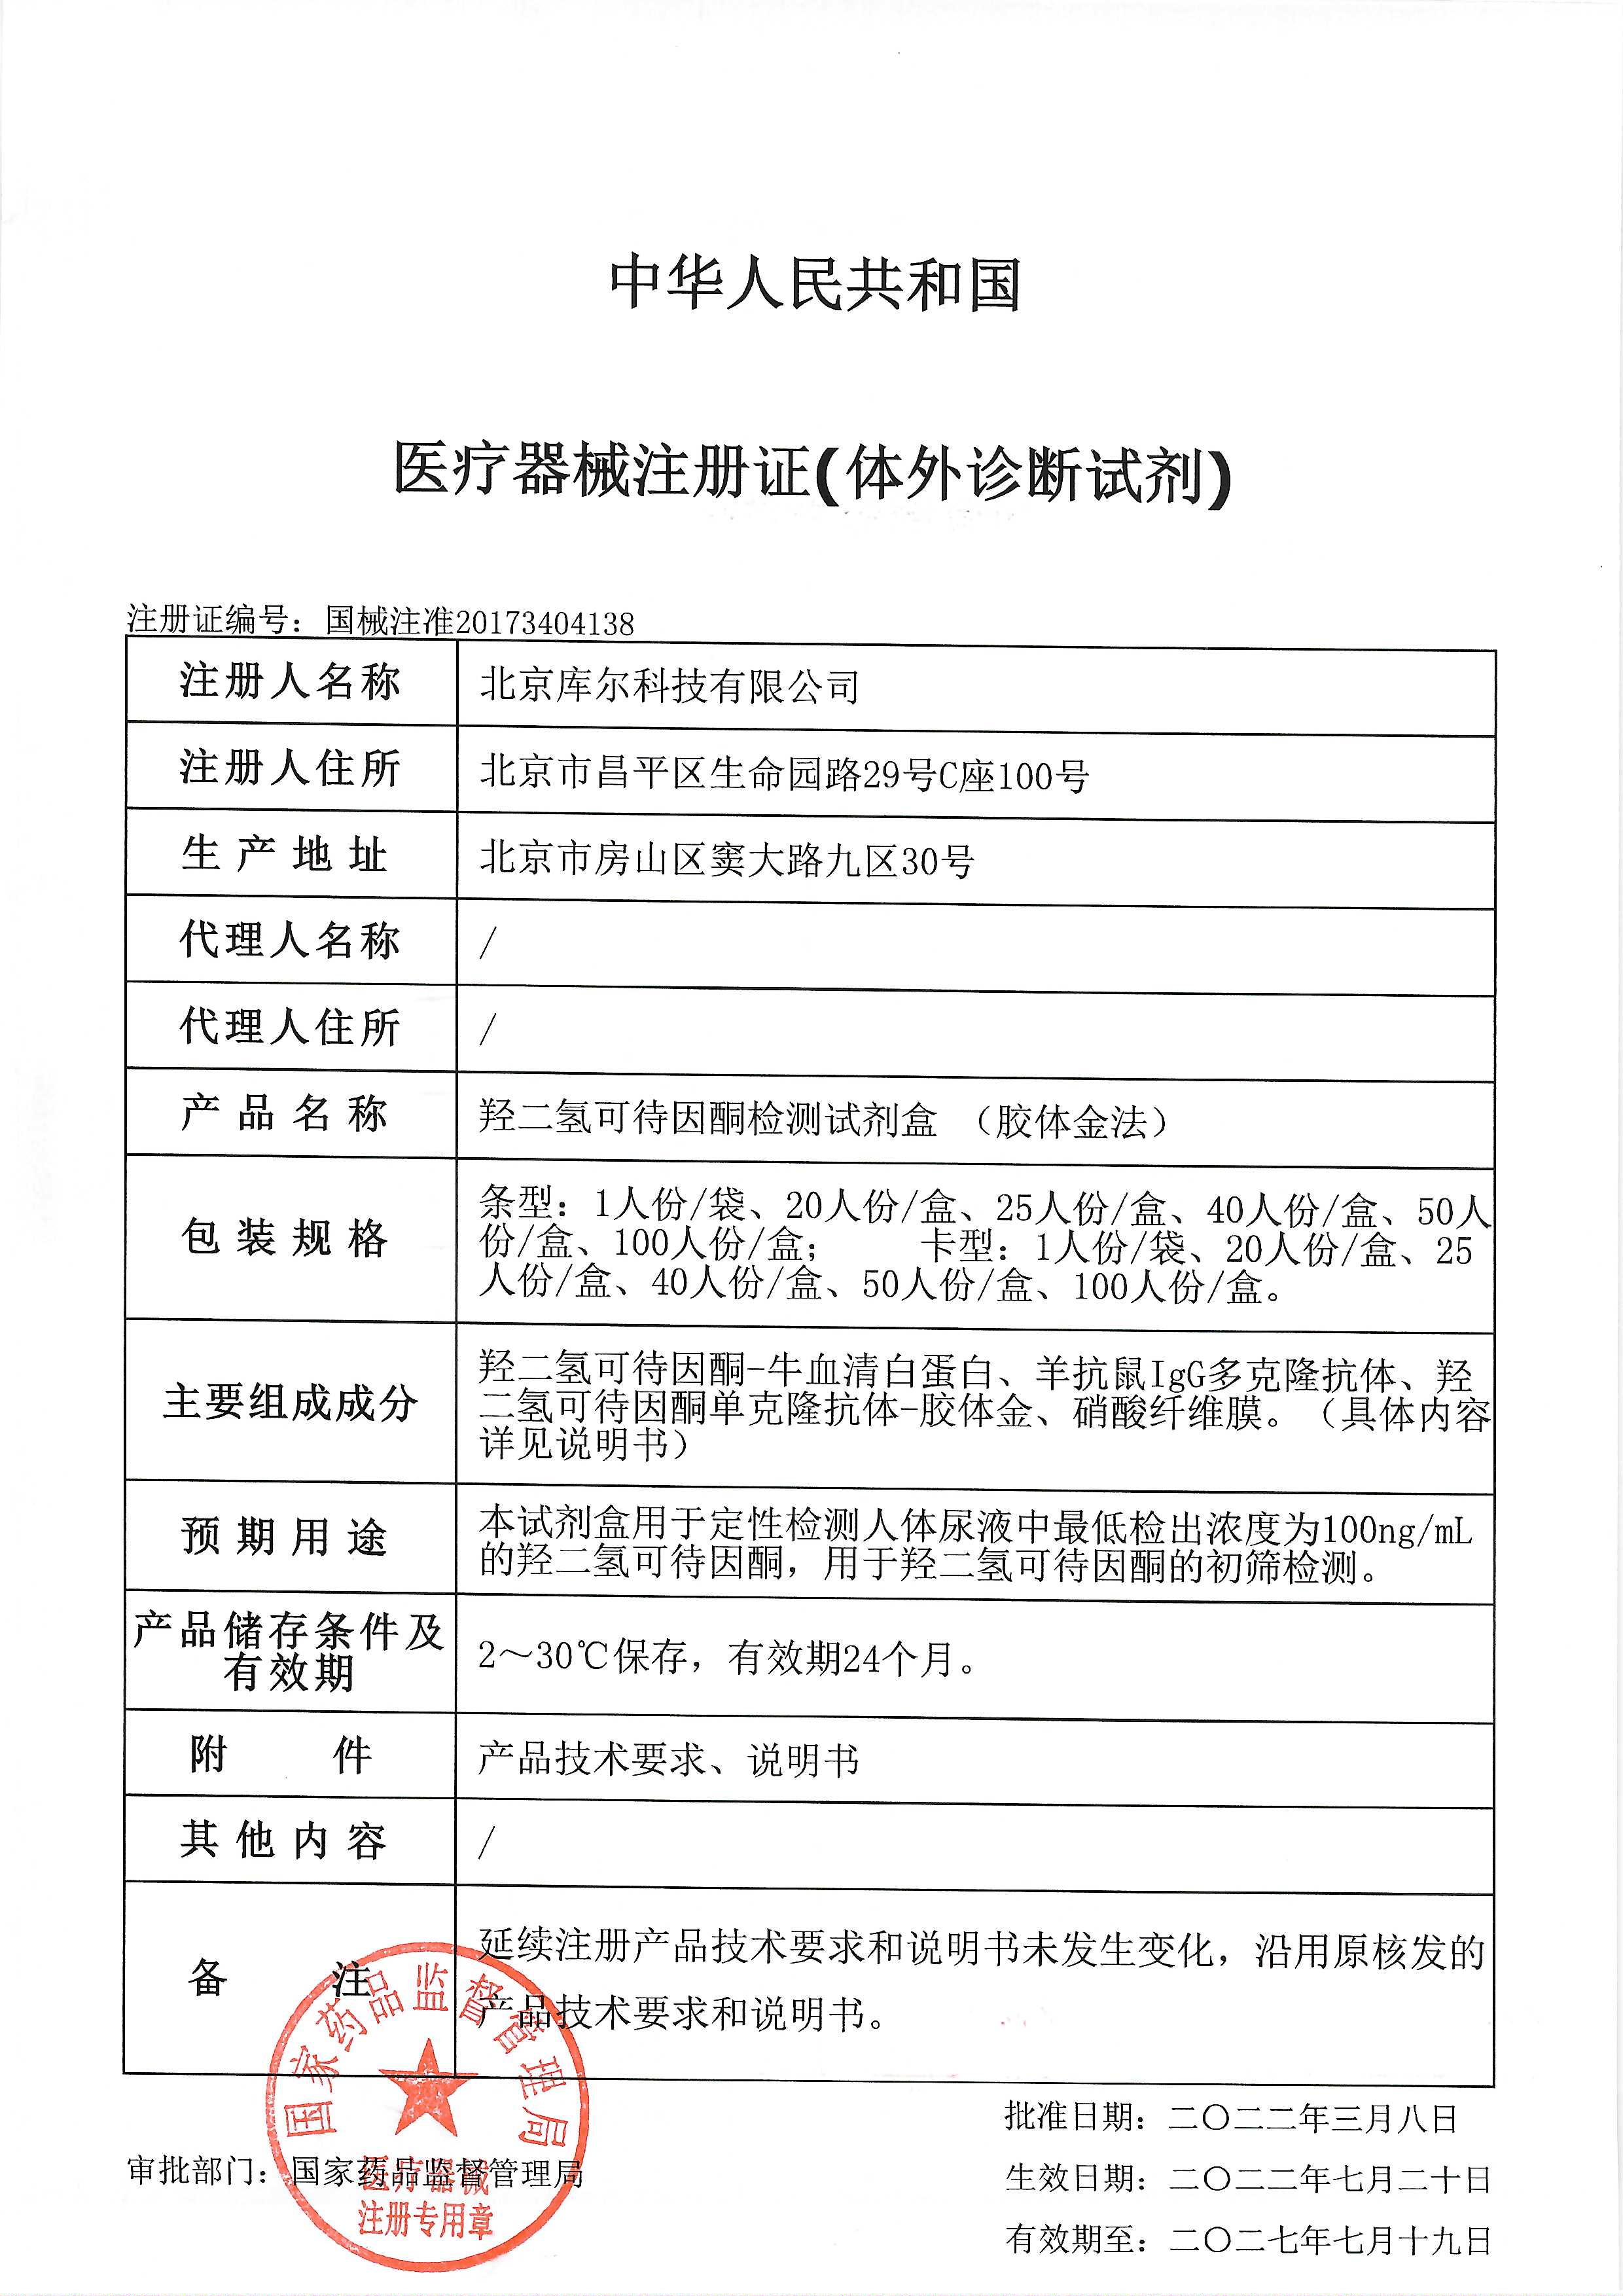 中华人民共和国
医疗器械注册证(体外诊断试剂)
注册证编号：国械注准20173404138
注册人名称
北京库尔科技有限公司
注册人住所
北京市昌平区生命园路29号C座100号
生产地址
北京市房山区窦大路九区30号
代理人名称
/
代理人住所
/
产品名称
羟二氢可待因酮检测试剂盒 （胶体金法）
包装规格
条型：1人份/袋、20人份/盒、25人份/盒、40人份/盒、50人
份/盒、100人份/盒； 卡型：1人份/袋、20人份/盒、25
人份/盒、40人份/盒、50人份/盒、100人份/盒。
主要组成成分
羟二氢可待因酮-牛血清白蛋白、羊抗鼠IgG多克隆抗体、羟
二氢可待因酮单克隆抗体-胶体金、硝酸纤维膜。（具体内容
详见说明书）
预期用途
本试剂盒用于定性检测人体尿液中最低检出浓度为100ng/mL
的羟二氢可待因酮，用于羟二氢可待因酮的初筛检测。
产品储存条件及
有效期
2～30℃保存，有效期24个月。
附 件
产品技术要求、说明书
其他内容
/
备 注
延续注册产品技术要求和说明书未发生变化，沿用原核发的
产品技术要求和说明书。
国家药品监督管理局
医疗器械
注册专用章
审批部门：国家药品监督管理局
批准日期：二〇二二年三月八日
生效日期：二〇二二年七月二十日
有效期至：二〇二七年七月十九日